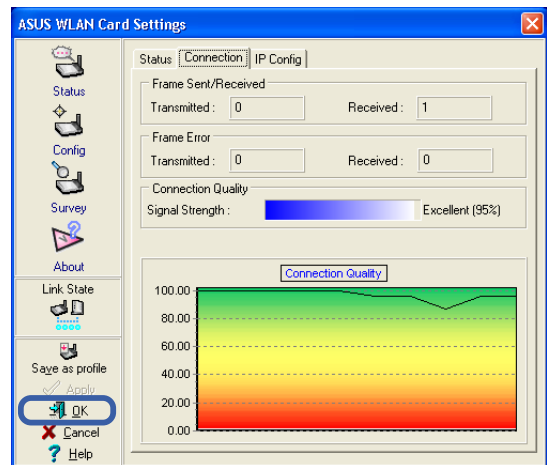 ASUS WLAN Card Settings
Status
Config
Survey
About
Link State
Save as profile
Apply
OK
Cancel
Help
Status Connection IP Config
Frame Sent/Received
Transmitted : 0 Received : 1
Frame Error
Transmitted : 0 Received : 0
Connection Quality
Signal Strength : Excellent (95%)
Connection Quality
100.00
80.00
60.00
40.00
20.00
0.00